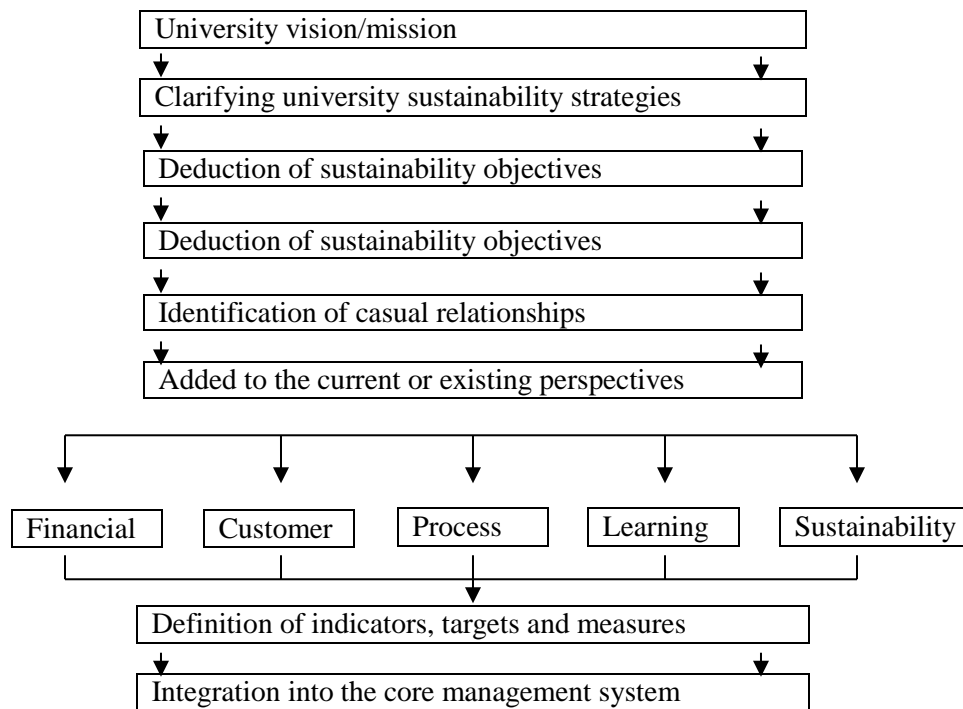 University vision/mission
Clarifying university sustainability strategies
Deduction of sustainability objectives
Deduction of sustainability objectives
Identification of casual relationships
Added to the current or existing perspectives
Financial
Customer
Process
Learning
Sustainability
Definition of indicators, targets and measures
Integration into the core management system